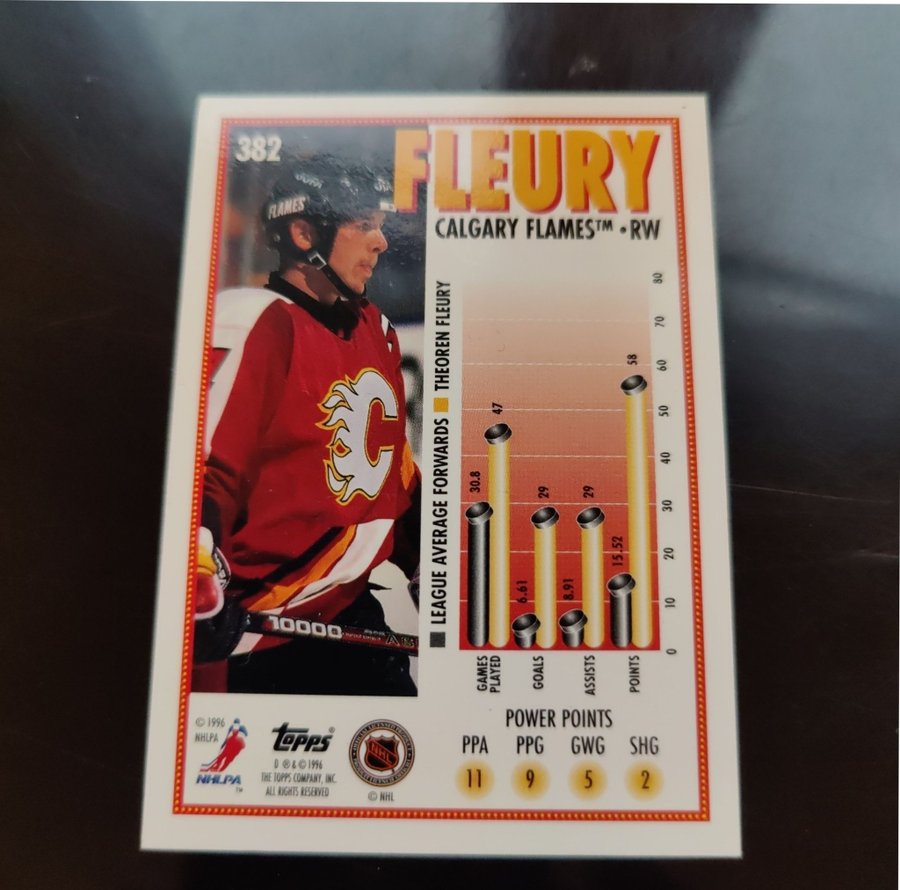 382
FLEURY
CALGARY FLAMES™ •RW
FLAMES
C
10000
LEAGUE AVERAGE FORWARDS THEOREN FLEURY
80
70
60
50
40
30
20
10
0
30.8
47
6.61
29
8.91
29
15.52
58
GAMES
PLAYED
GOALS
ASSISTS
POINTS
POWER POINTS
PPA PPG GWG SHG
11 9 5 2
© 1996
NHLPA
NHLPA
™
Topps®
D ® & © 1996
THE TOPPS COMPANY, INC.
ALL RIGHTS RESERVED
NHL
© NHL